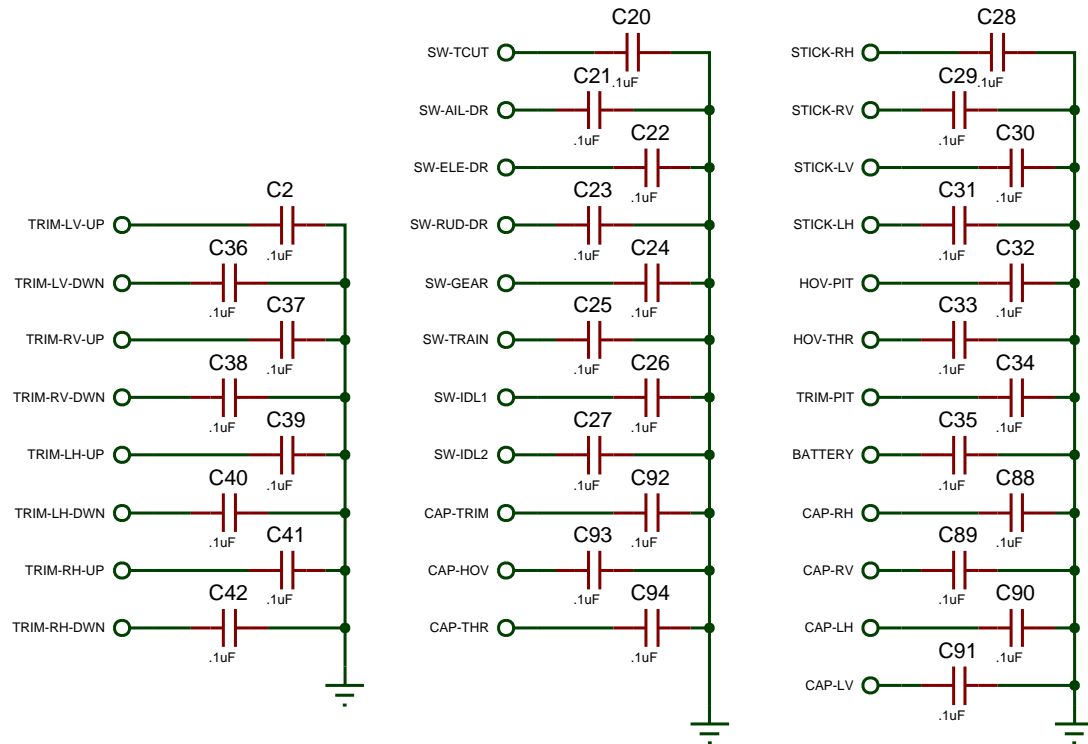 C2
TRIM-LV-UP
.1uF
C36
TRIM-LV-DWN
.1uF
C37
TRIM-RV-UP
.1uF
C38
TRIM-RV-DWN
.1uF
C39
TRIM-LH-UP
.1uF
C40
TRIM-LH-DWN
.1uF
C41
TRIM-RH-UP
.1uF
C42
TRIM-RH-DWN
.1uF
C20
SW-TCUT
.1uF
C21
SW-AIL-DR
.1uF
C22
SW-ELE-DR
.1uF
C23
SW-RUD-DR
.1uF
C24
SW-GEAR
.1uF
C25
SW-TRAIN
.1uF
C26
SW-IDL1
.1uF
C27
SW-IDL2
.1uF
C92
CAP-TRIM
.1uF
C93
CAP-HOV
.1uF
C94
CAP-THR
.1uF
C28
STICK-RH
.1uF
C29
STICK-RV
.1uF
C30
STICK-LV
.1uF
C31
STICK-LH
.1uF
C32
HOV-PIT
.1uF
C33
HOV-THR
.1uF
C34
TRIM-PIT
.1uF
C35
BATTERY
.1uF
C88
CAP-RH
.1uF
C89
CAP-RV
.1uF
C90
CAP-LH
.1uF
C91
CAP-LV
.1uF